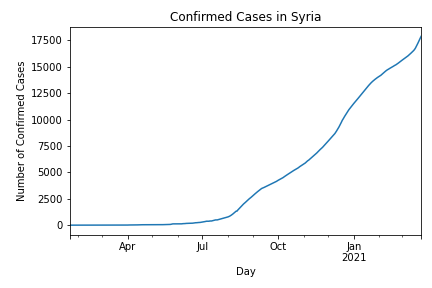 Confirmed Cases in Syria
17500
15000
12500
10000
7500
5000
2500
0
Number of Confirmed Cases
Apr Jul Oct Jan
2021
Day